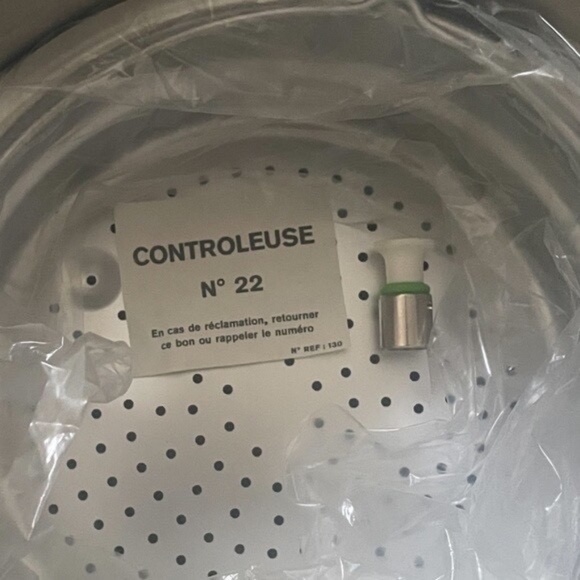 CONTROLEUSE
N° 22
En cas de réclamation, retourner
ce bon ou rappeler le numéro
N° REF : 130